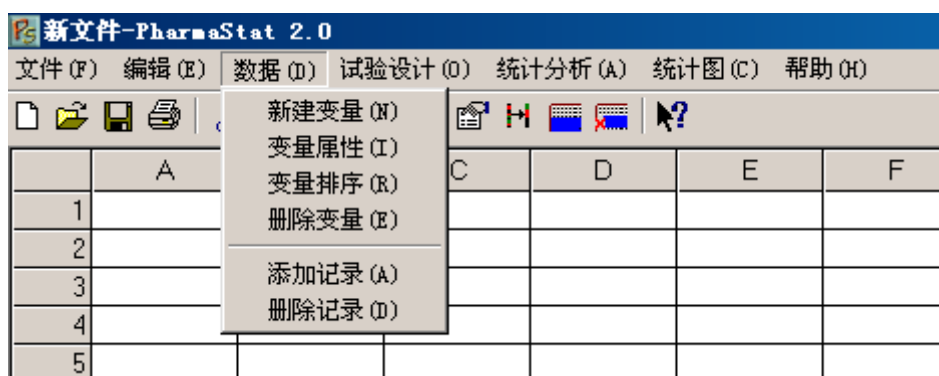 新文件-PharmaStat 2.0
文件(F) 编辑(E) 数据(D) 试验设计(O) 统计分析(A) 统计图(C) 帮助(H)
新建变量(N)
变量属性(I)
变量排序(R)
删除变量(E)
添加记录(A)
删除记录(D)
A C D E F
1
2
3
4
5